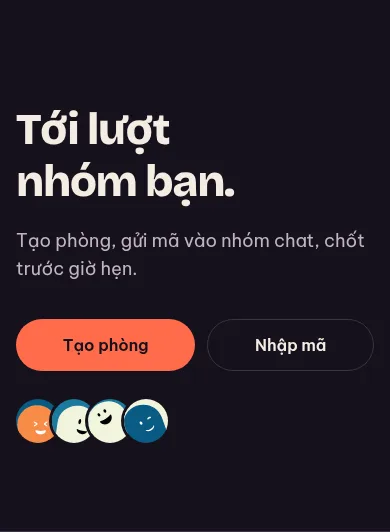 Tới lượt
nhóm bạn.
Tạo phòng, gửi mã vào nhóm chat, chốt
trước giờ hẹn.
Tạo phòng
Nhập mã